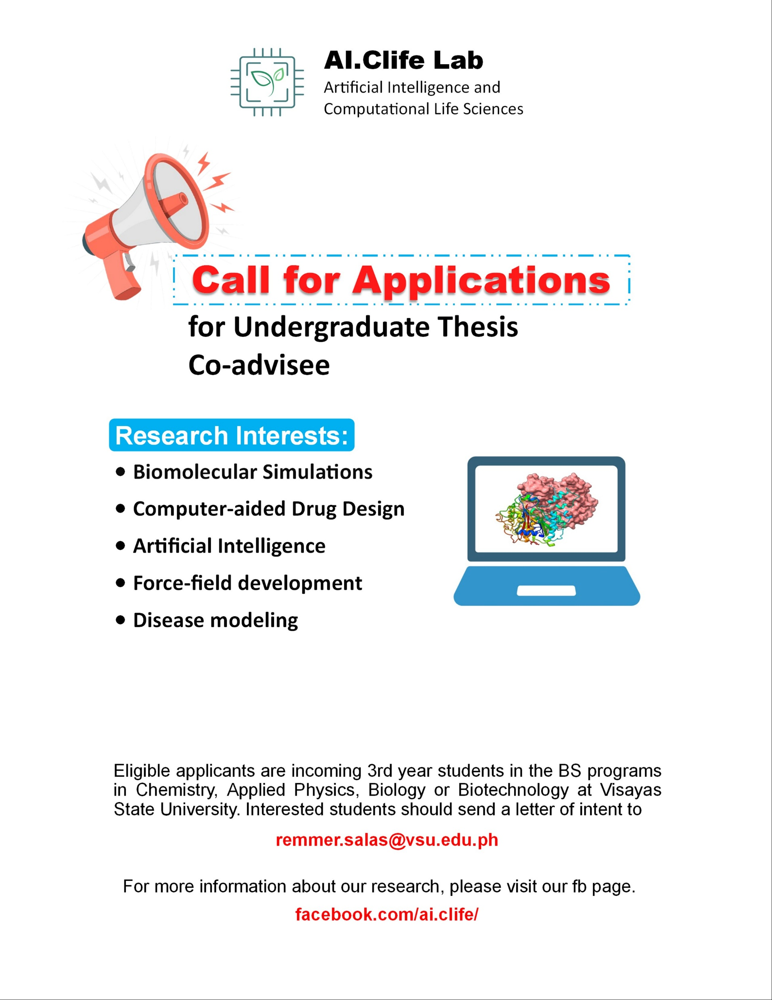 AI.Clife Lab
Artificial Intelligence and
Computational Life Sciences
Call for Applications
for Undergraduate Thesis
Co-advisee
Research Interests:
● Biomolecular Simulations
● Computer-aided Drug Design
● Artificial Intelligence
● Force-field development
● Disease modeling
Eligible applicants are incoming 3rd year students in the BS programs
in Chemistry, Applied Physics, Biology or Biotechnology at Visayas
State University. Interested students should send a letter of intent to
remmer.salas@vsu.edu.ph
For more information about our research, please visit our fb page.
facebook.com/ai.clife/